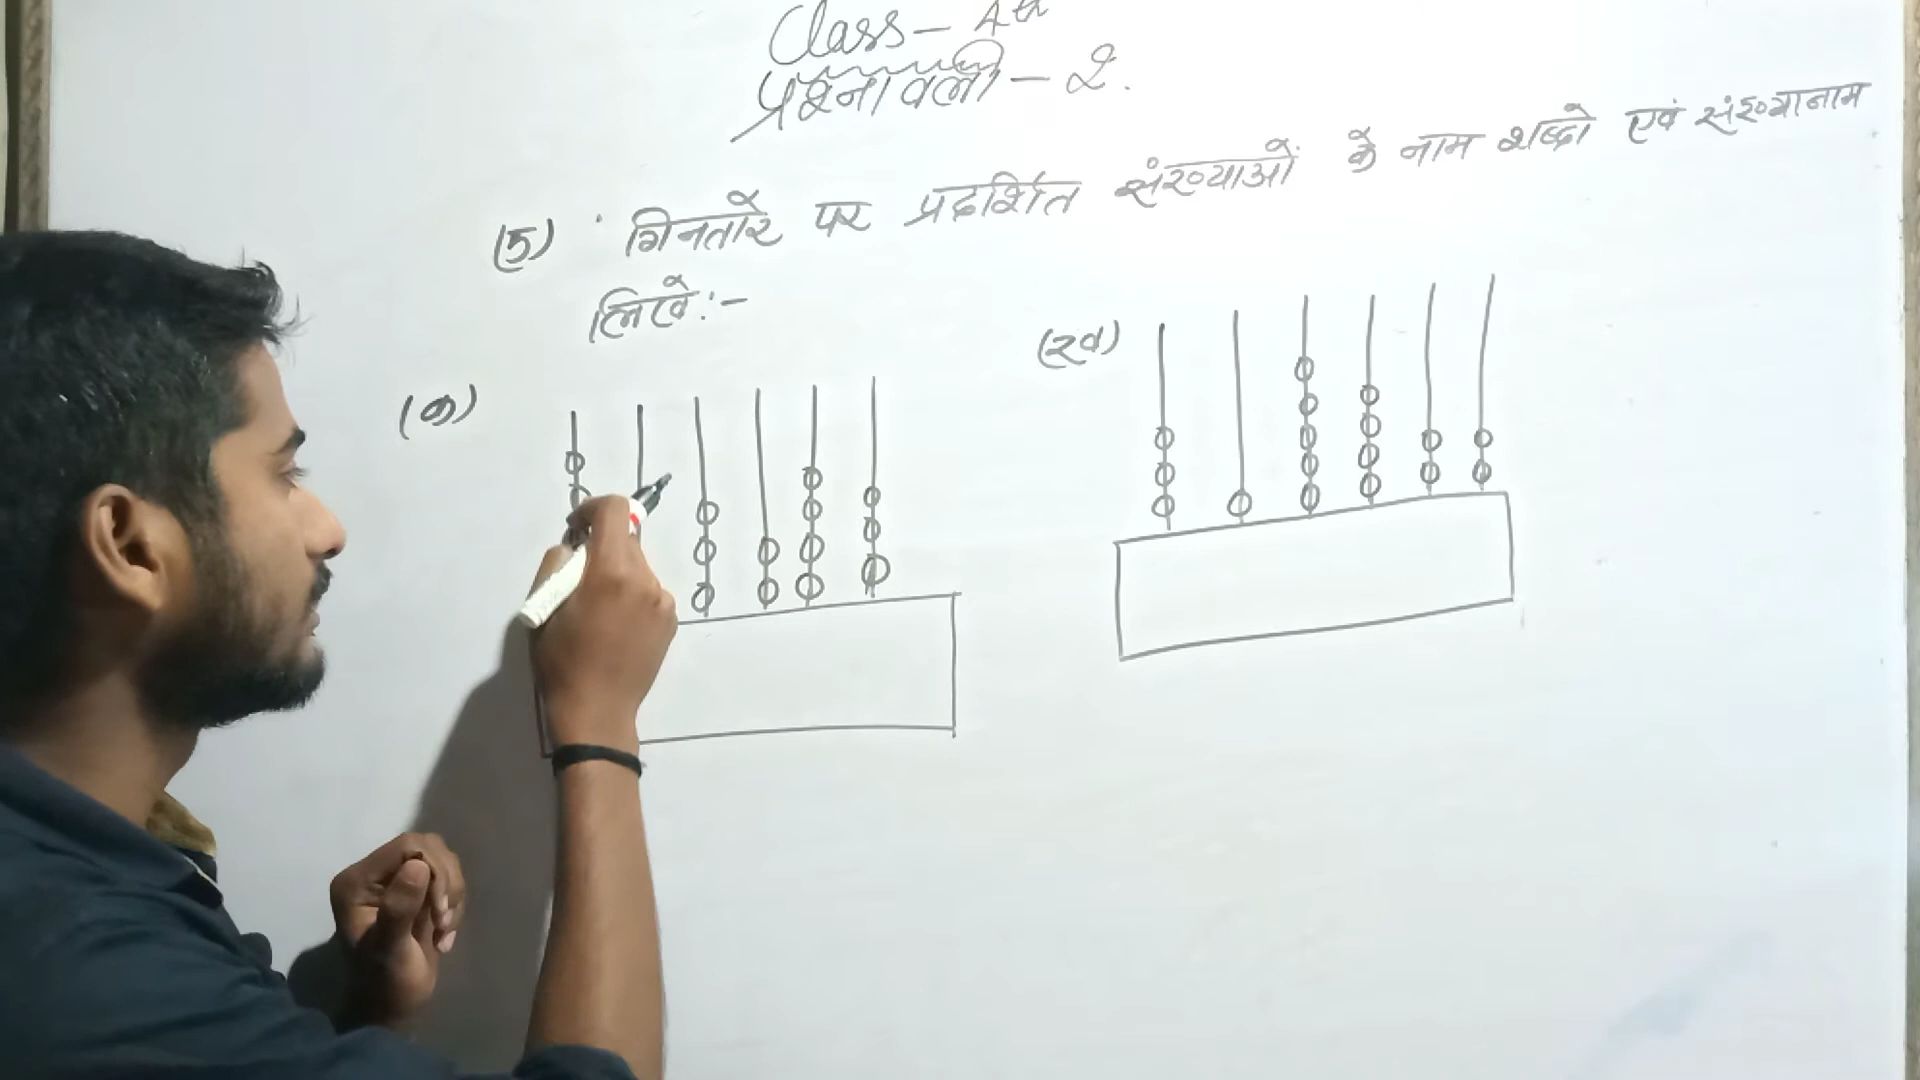 Class - 4th
प्रश्नावली - 2.
(5) गिनतारे पर प्रदर्शित संख्याओं के नाम शब्दो एवं संख्यानाम
लिखे :-
(क)
(ख)